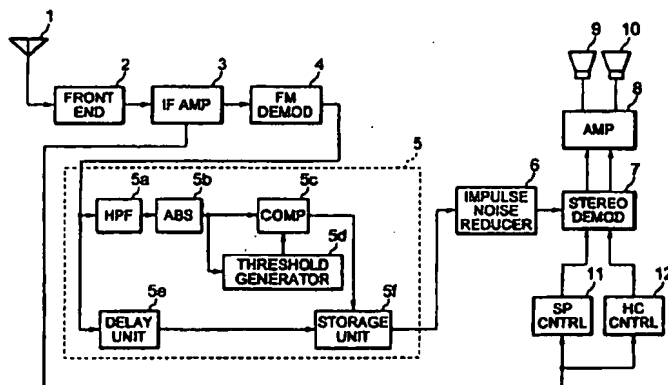 1
9
10
2
3
4
8
FRONT
END
IF AMP
FM
DEMOD
AMP
5
6
7
5a
5b
5c
HPF
ABS
COMP
IMPULSE
NOISE
REDUCER
STEREO
DEMOD
5d
THRESHOLD
GENERATOR
11
12
5e
5f
DELAY
UNIT
STORAGE
UNIT
SP
CNTRL
HC
CNTRL